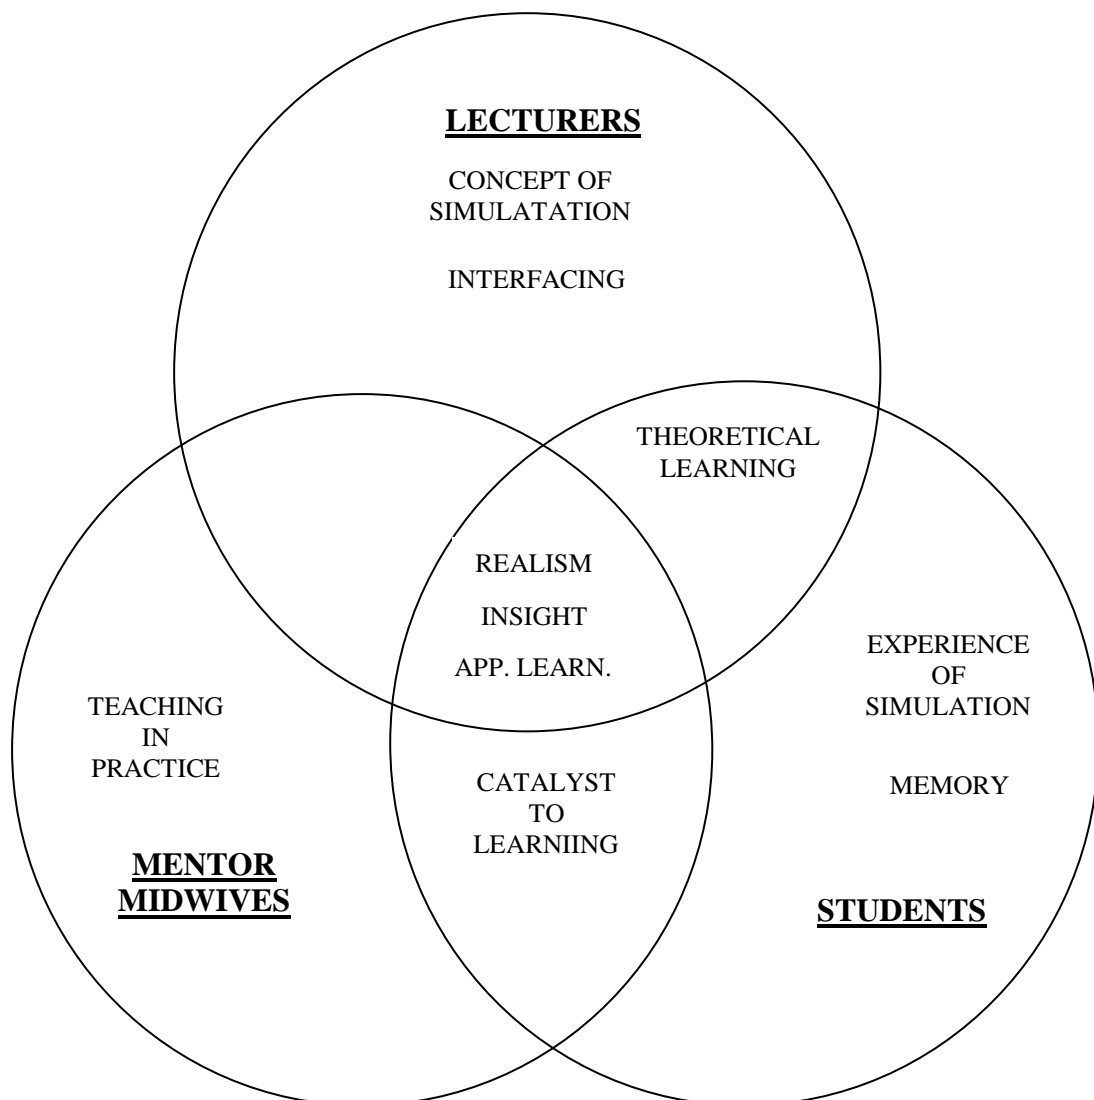 LECTURERS
CONCEPT OF
SIMULATATION
INTERFACING
THEORETICAL
LEARNING
REALISM
INSIGHT
APP. LEARN.
EXPERIENCE
OF
SIMULATION
MEMORY
TEACHING
IN
PRACTICE
CATALYST
TO
LEARNIING
MENTOR
MIDWIVES
STUDENTS